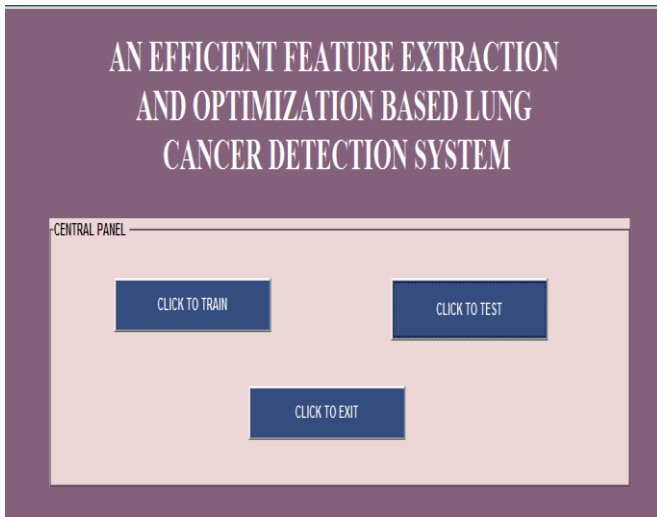 AN EFFICIENT FEATURE EXTRACTION
AND OPTIMIZATION BASED LUNG
CANCER DETECTION SYSTEM
CENTRAL PANEL
CLICK TO TRAIN
CLICK TO TEST
CLICK TO EXIT